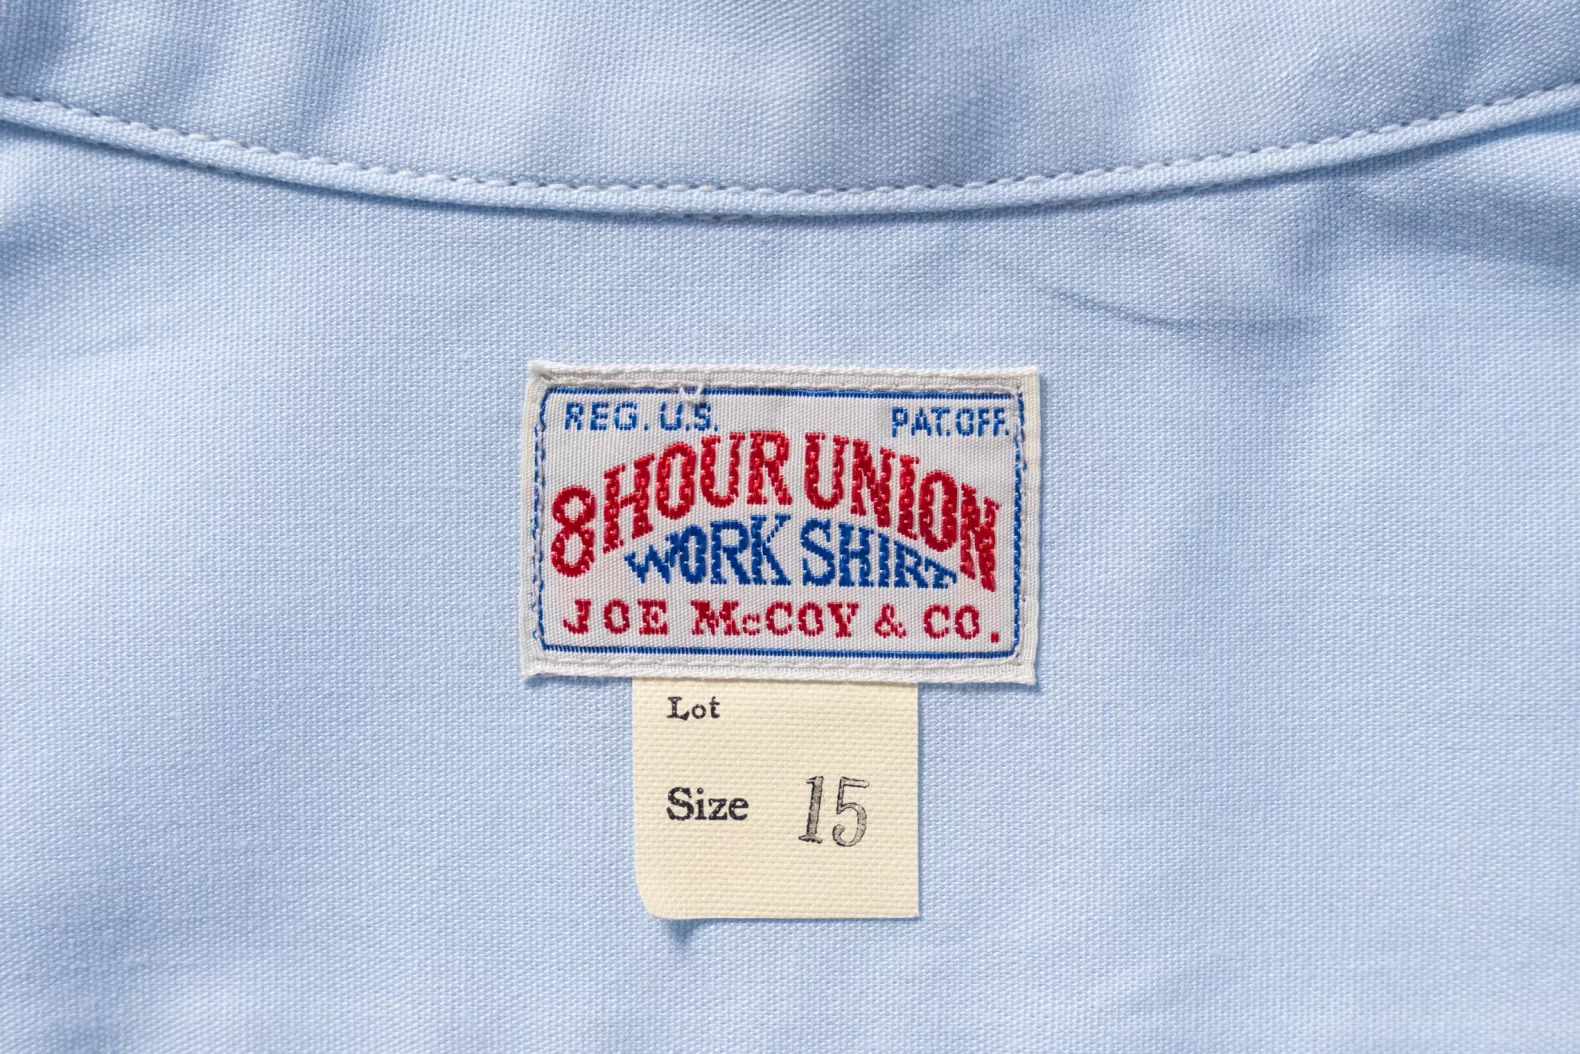 REG. U.S. PAT. OFF.
8 HOUR UNION
WORK SHIRT
JOE McCOY & CO.
Lot
Size 15